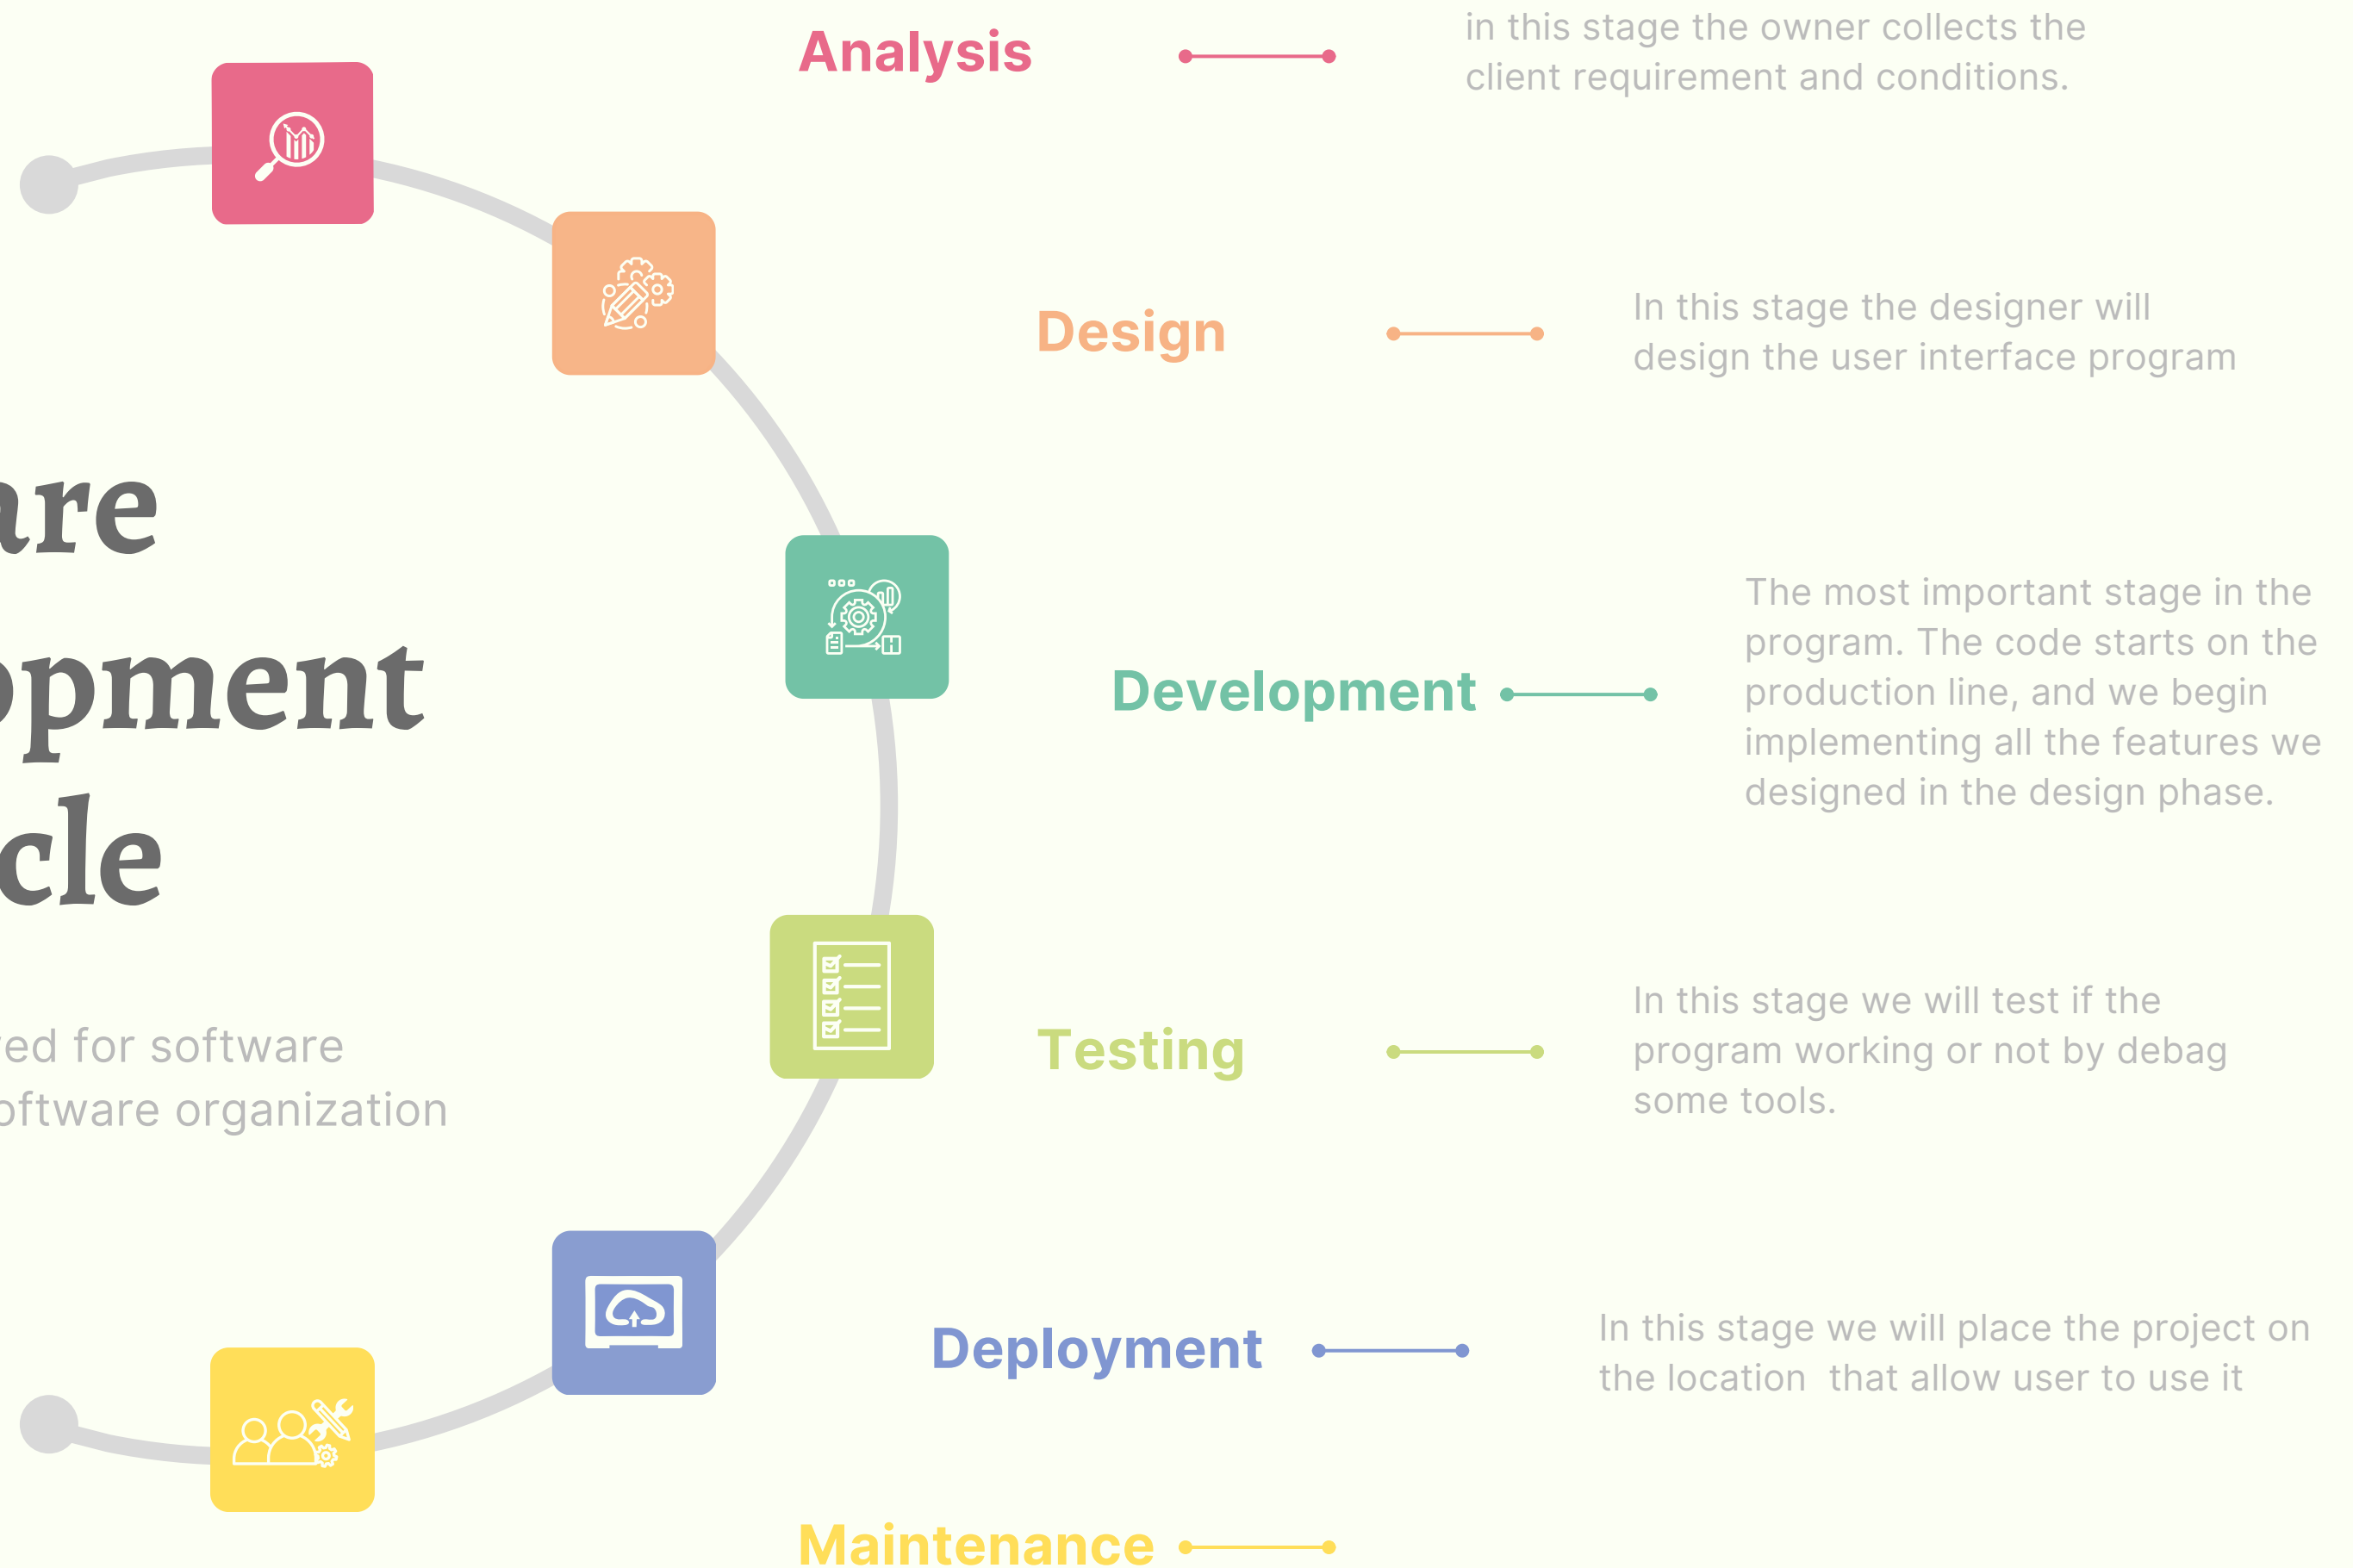 Analysis
in this stage the owner collects the
client requirement and conditions.
Design
In this stage the designer will
design the user interface program
Development
The most important stage in the
program. The code starts on the
production line, and we begin
implementing all the features we
designed in the design phase.
Testing
In this stage we will test if the
program working or not by debag
some tools.
Deployment
In this stage we will place the project on
the location  that allow user to use it
Maintenance
are
opment
cle
ed for software
oftware organization